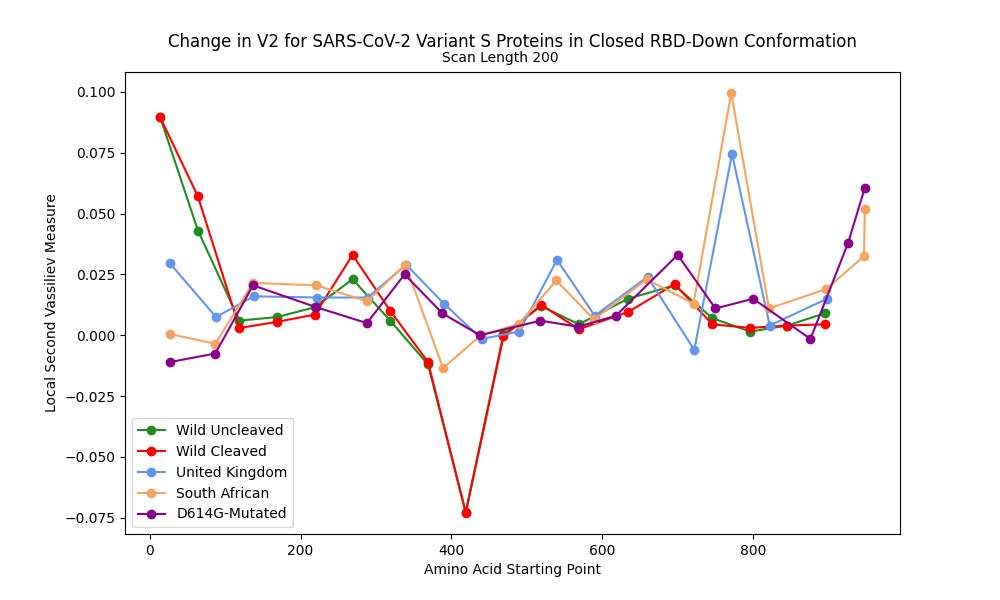 Change in V2 for SARS-CoV-2 Variant S Proteins in Closed RBD-Down Conformation
Scan Length 200
Local Second Vassiliev Measure
0.100
0.075
0.050
0.025
0.000
−0.025
−0.050
−0.075
Wild Uncleaved
Wild Cleaved
United Kingdom
South African
D614G-Mutated
0 200 400 600 800
Amino Acid Starting Point